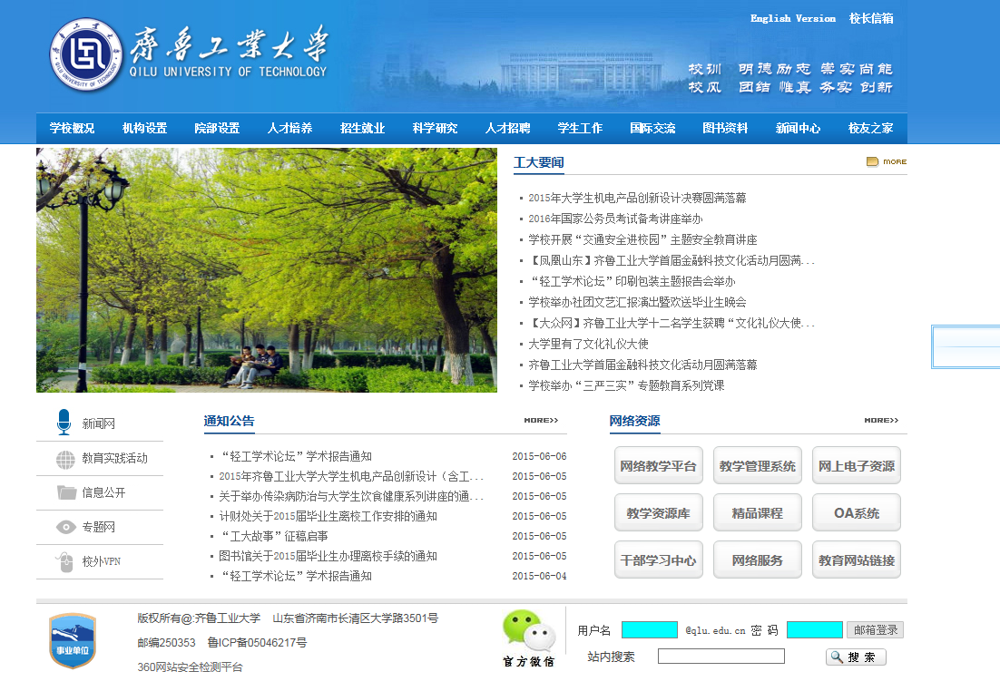 English Version 校长信箱
齊魯工業大学
QILU UNIVERSITY OF TECHNOLOGY
校训 明德励志 崇实尚能
校风 团结 惟真 务实 创新
学校概况 机构设置 院部设置 人才培养 招生就业 科学研究 人才招聘 学生工作 国际交流 图书资料 新闻中心 校友之家
工大要闻 MORE
2015年大学生机电产品创新设计决赛圆满落幕
2016年国家公务员考试备考讲座举办
学校开展“交通安全进校园”主题安全教育讲座
【凤凰山东】齐鲁工业大学首届金融科技文化活动月圆满...
“轻工学术论坛”印刷包装主题报告会举办
学校举办社团文艺汇报演出暨欢送毕业生晚会
【大众网】齐鲁工业大学十二名学生获聘“文化礼仪大使...
大学里有了文化礼仪大使
齐鲁工业大学首届金融科技文化活动月圆满落幕
学校举办“三严三实”专题教育系列党课
新闻网
教育实践活动
信息公开
专题网
校外VPN
通知公告 MORE>>
“轻工学术论坛”学术报告通知 2015-06-06
2015年齐鲁工业大学大学生机电产品创新设计（含工... 2015-06-05
关于举办传染病防治与大学生饮食健康系列讲座的通... 2015-06-05
计财处关于2015届毕业生离校工作安排的通知 2015-06-05
“工大故事”征稿启事 2015-06-05
图书馆关于2015届毕业生办理离校手续的通知 2015-06-05
“轻工学术论坛”学术报告通知 2015-06-04
网络资源 MORE>>
网络教学平台 教学管理系统 网上电子资源
教学资源库 精品课程 OA系统
干部学习中心 网络服务 教育网站链接
事业单位
版权所有@:齐鲁工业大学 山东省济南市长清区大学路3501号
邮编250353 鲁ICP备05046217号
360网站安全检测平台
官方微信
用户名 @qlu.edu.cn 密 码 邮箱登录
站内搜索 搜 索